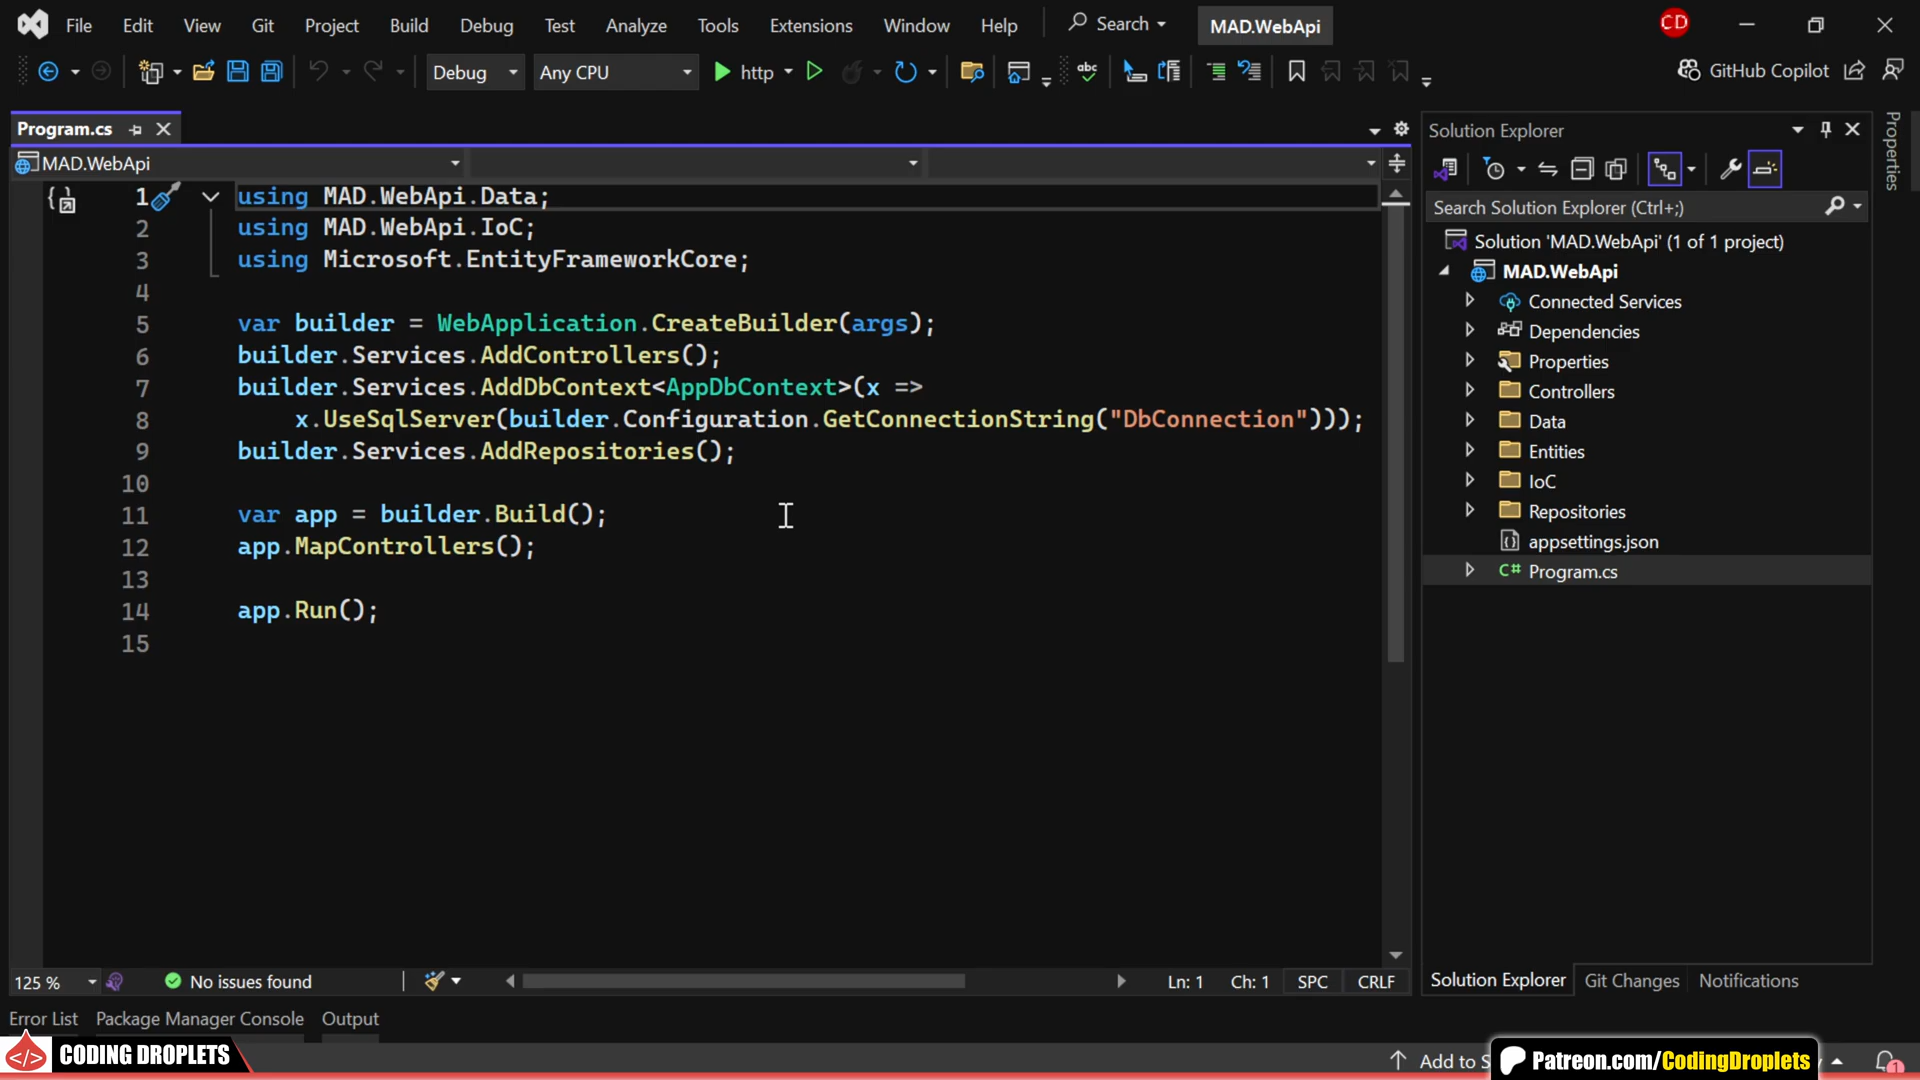 File Edit View Git Project Build Debug Test Analyze Tools Extensions Window Help Search MAD.WebApi CD
Debug Any CPU http abc GitHub Copilot
Program.cs
MAD.WebApi
1 using MAD.WebApi.Data;
2 using MAD.WebApi.IoC;
3 using Microsoft.EntityFrameworkCore;
4
5 var builder = WebApplication.CreateBuilder(args);
6 builder.Services.AddControllers();
7 builder.Services.AddDbContext<AppDbContext>(x =>
8 x.UseSqlServer(builder.Configuration.GetConnectionString("DbConnection")));
9 builder.Services.AddRepositories();
10
11 var app = builder.Build();
12 app.MapControllers();
13
14 app.Run();
15
125 % No issues found Ln: 1 Ch: 1 SPC CRLF
Solution Explorer
Search Solution Explorer (Ctrl+;)
Solution 'MAD.WebApi' (1 of 1 project)
MAD.WebApi
Connected Services
Dependencies
Properties
Controllers
Data
Entities
IoC
Repositories
appsettings.json
C# Program.cs
Solution Explorer Git Changes Notifications
Properties
Error List Package Manager Console Output
</> CODING DROPLETS
Add to S
Patreon.com/CodingDroplets
1